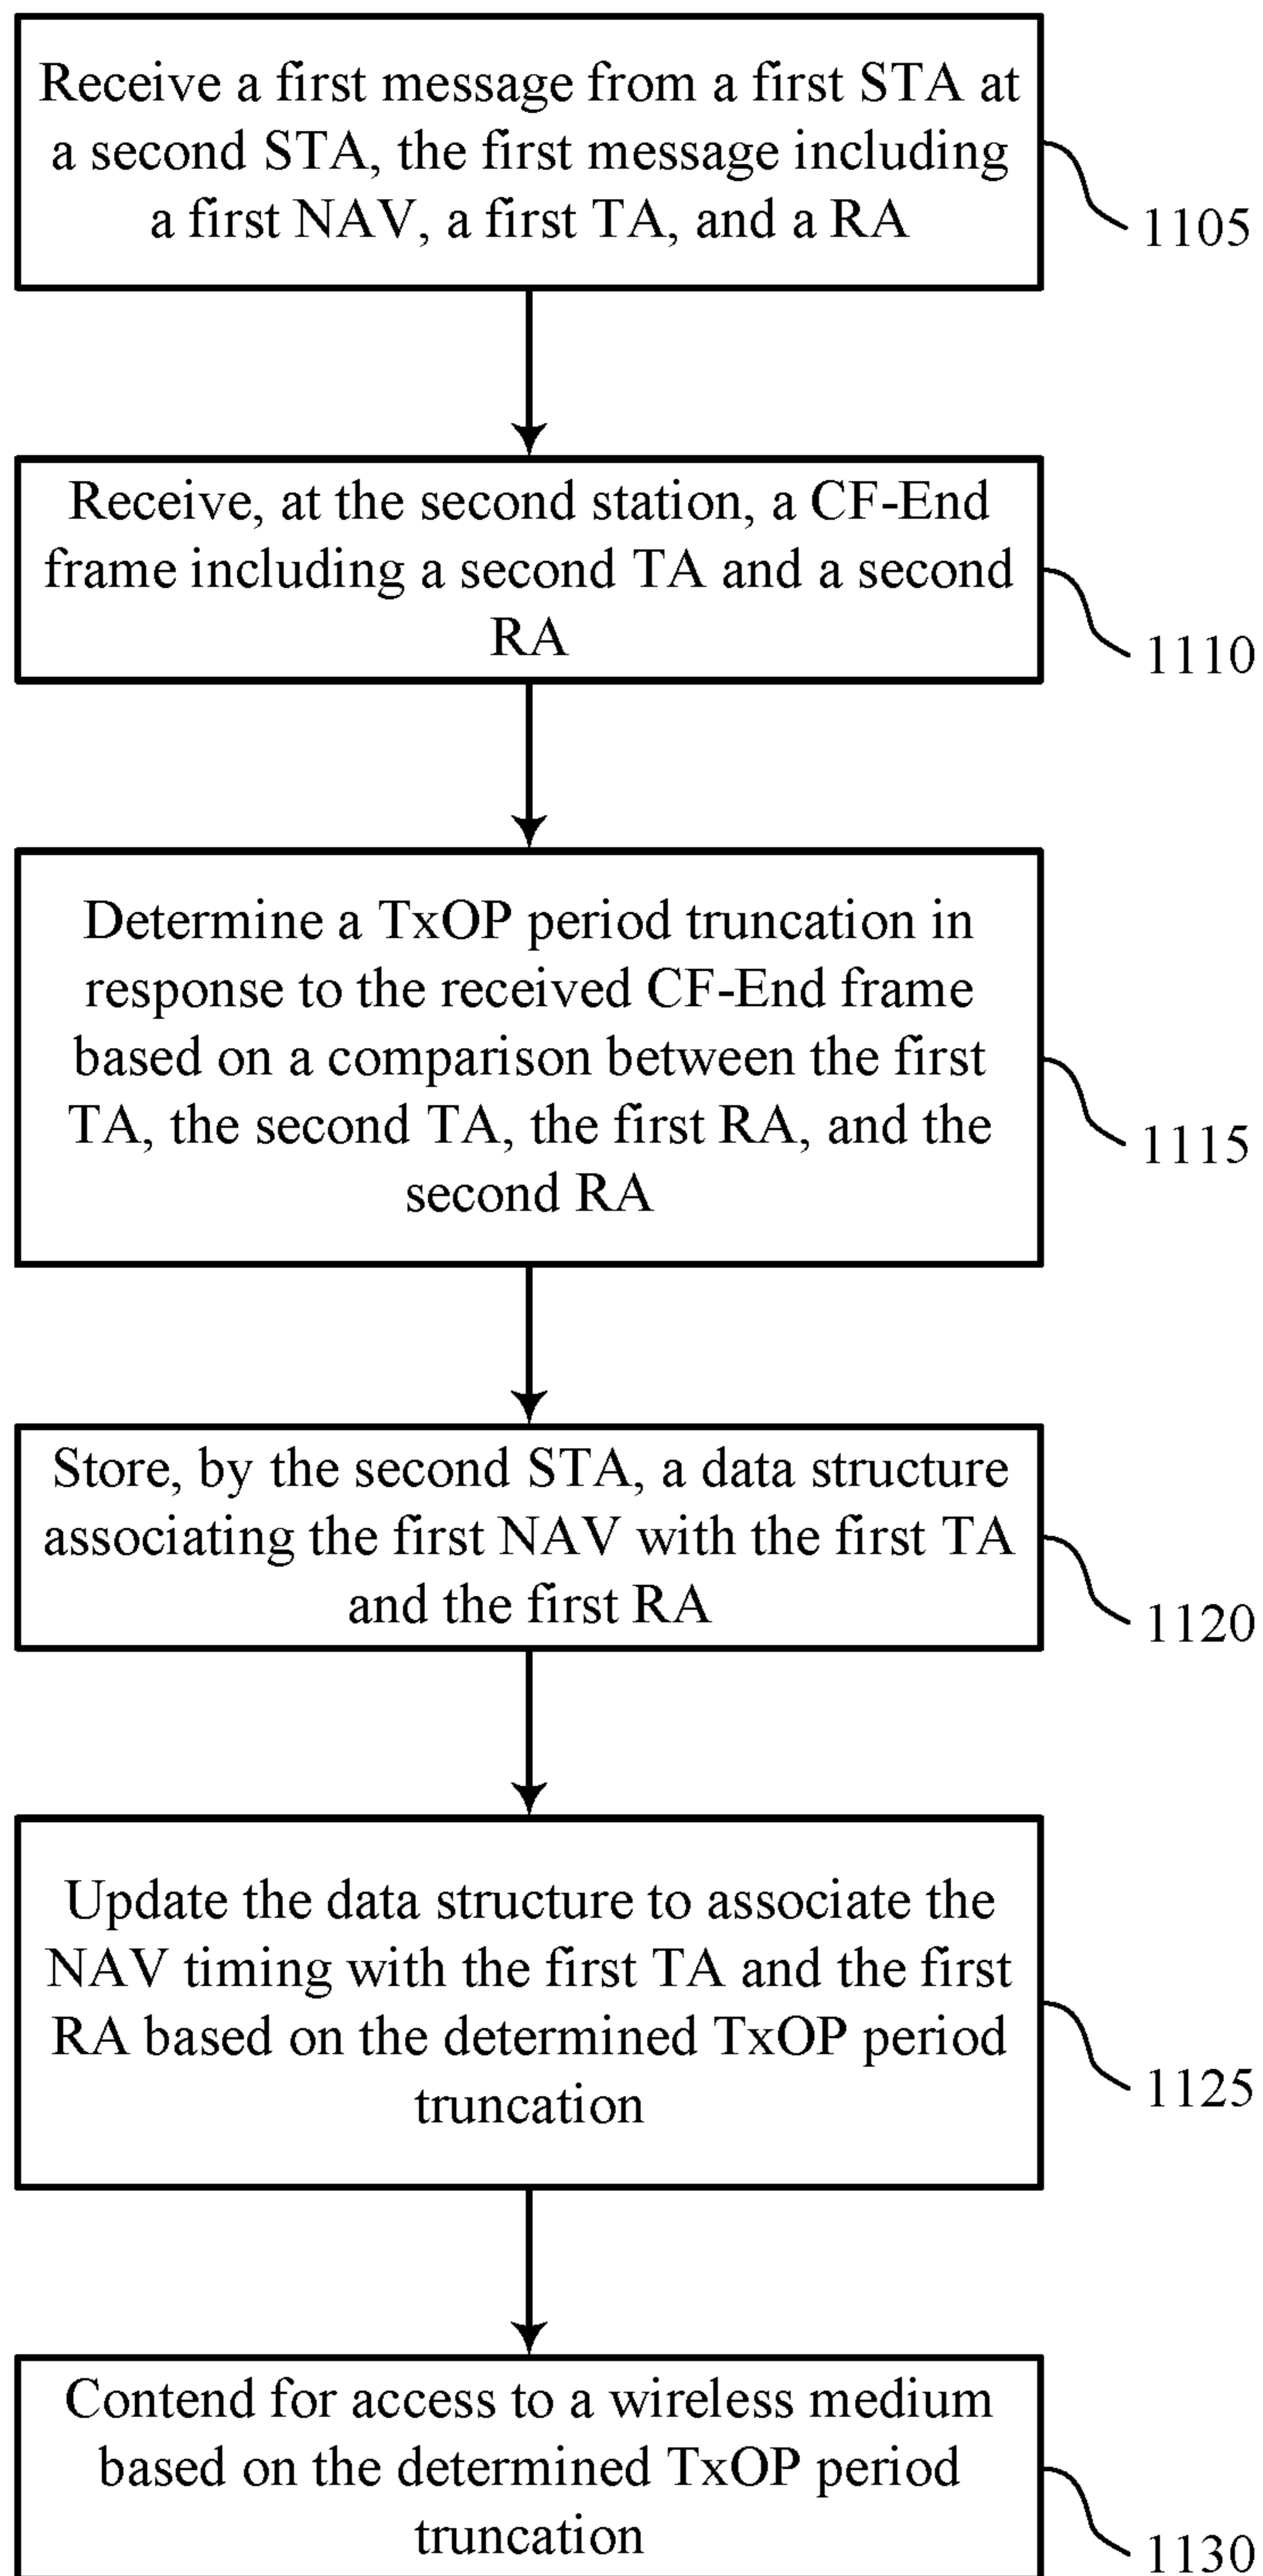 Receive a first message from a first STA at
a second STA, the first message including
a first NAV, a first TA, and a RA
1105
Receive, at the second station, a CF-End
frame including a second TA and a second
RA
1110
Determine a TxOP period truncation in
response to the received CF-End frame
based on a comparison between the first
TA, the second TA, the first RA, and the
second RA
1115
Store, by the second STA, a data structure
associating the first NAV with the first TA
and the first RA
1120
Update the data structure to associate the
NAV timing with the first TA and the first
RA based on the determined TxOP period
truncation
1125
Contend for access to a wireless medium
based on the determined TxOP period
truncation
1130